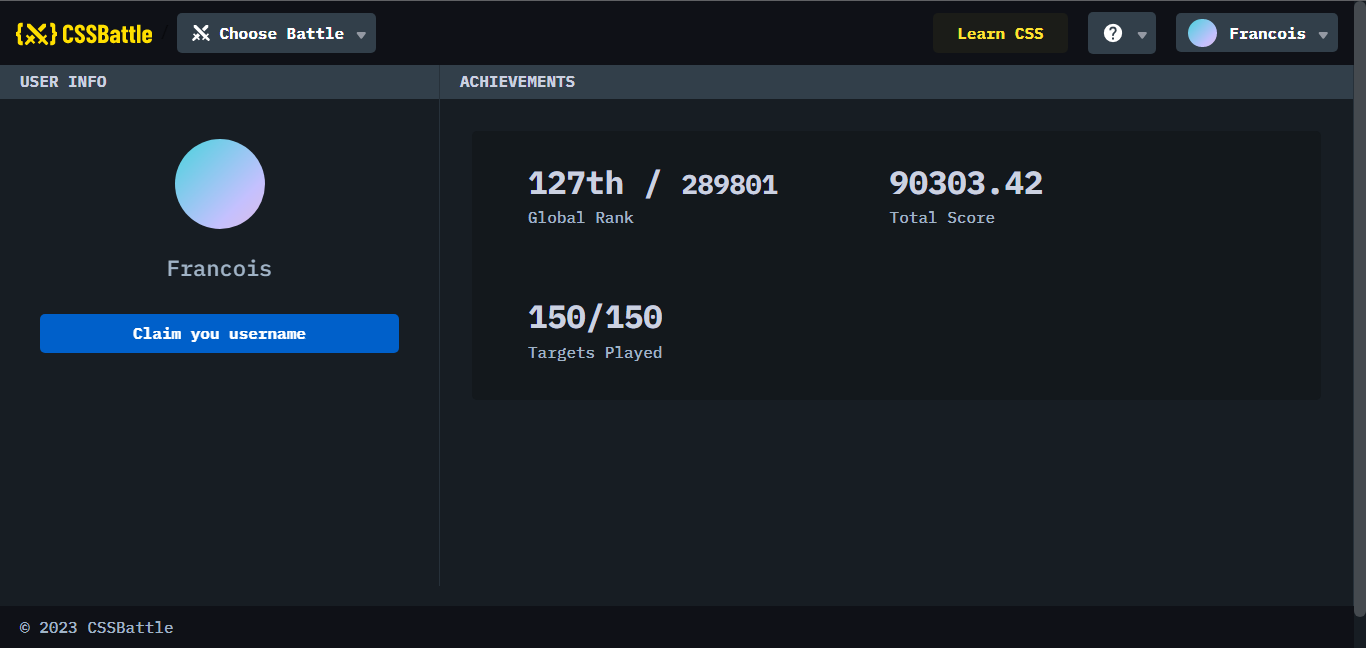 CSSBattle
Choose Battle
Learn CSS
Francois
USER INFO
ACHIEVEMENTS
Francois
Claim you username
127th / 289801
Global Rank
90303.42
Total Score
150/150
Targets Played
© 2023 CSSBattle